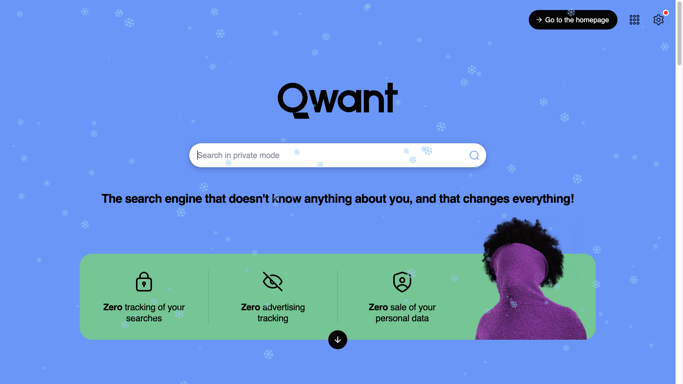 Go to the homepage
Qwant
Search in private mode
The search engine that doesn't know anything about you, and that changes everything!
Zero tracking of your
searches
Zero advertising
tracking
Zero sale of your
personal data